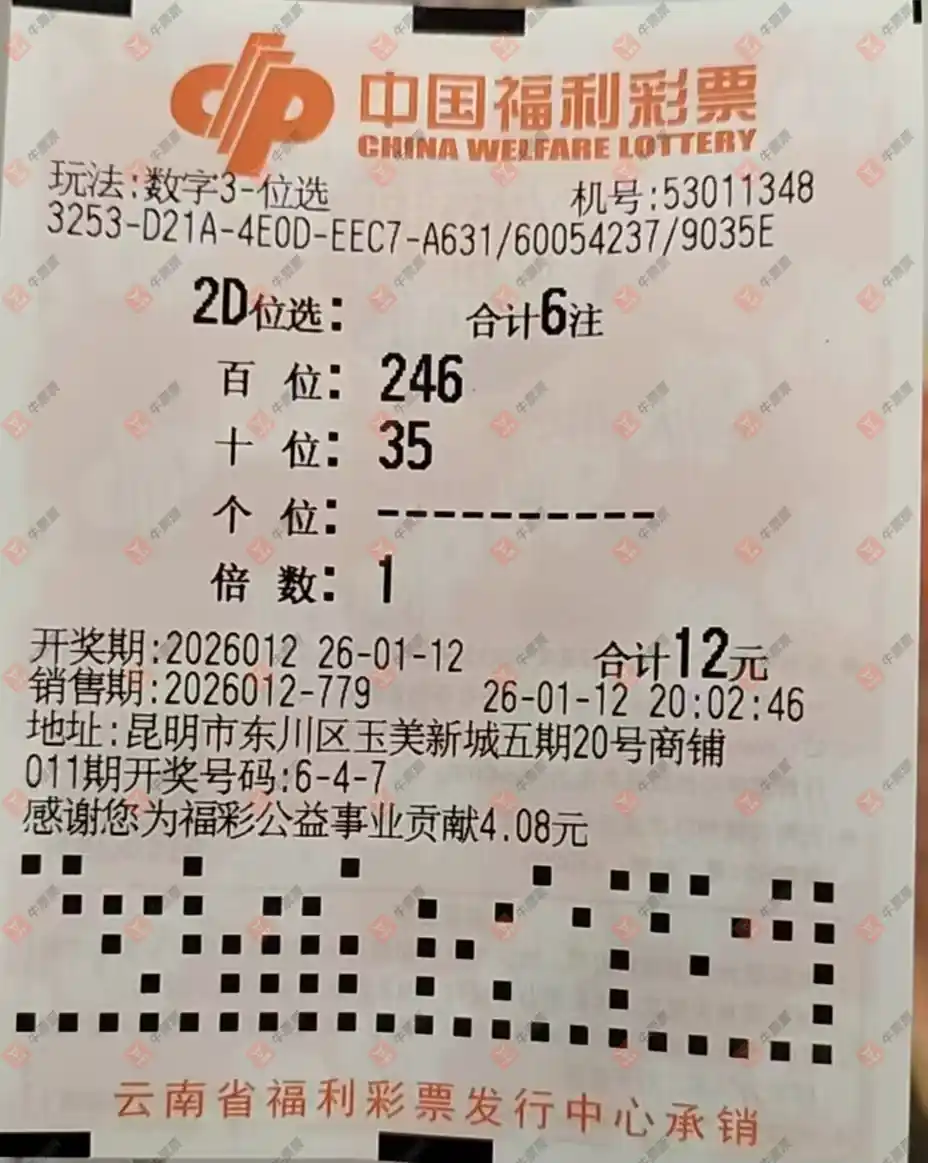 中国福利彩票
CHINA WELFARE LOTTERY
玩法:数字3-位选 机号:53011348
3253-D21A-4E0D-EEC7-A631/60054237/9035E
2D位选: 合计6注
百 位: 246
十 位: 35
个 位: ----------
倍 数: 1
开奖期:2026012 26-01-12 合计12元
销售期:2026012-779 26-01-12 20:02:46
地址:昆明市东川区玉美新城五期20号商铺
011期开奖号码:6-4-7
感谢您为福彩公益事业贡献4.08元
云南省福利彩票发行中心承销